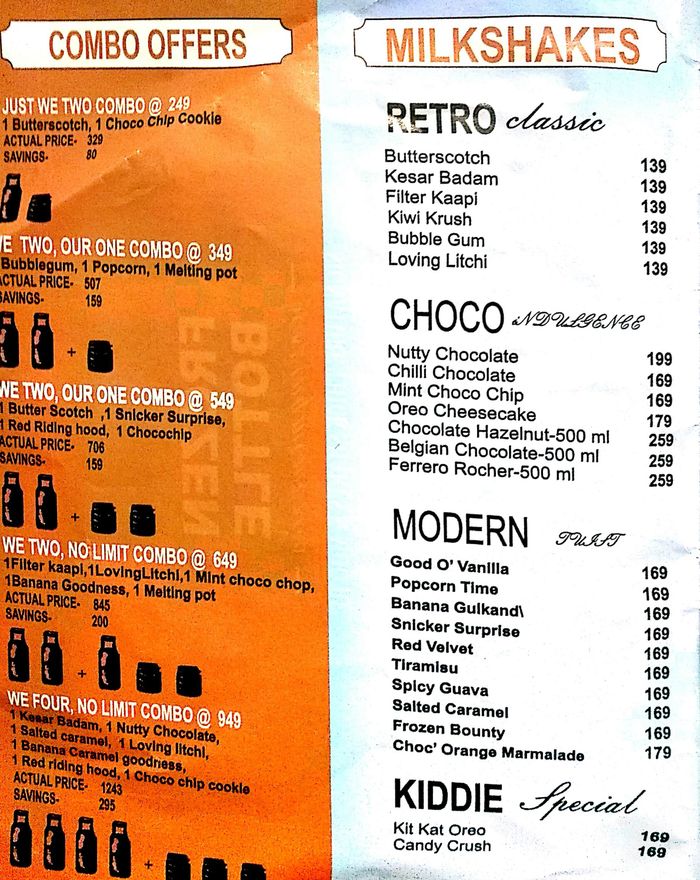 COMBO OFFERS
JUST WE TWO COMBO @ 249
1 Butterscotch, 1 Choco Chip Cookie
ACTUAL PRICE- 329
SAVINGS- 80
WE TWO, OUR ONE COMBO @ 349
1 Bubblegum, 1 Popcorn, 1 Melting pot
ACTUAL PRICE- 507
SAVINGS- 159
+
WE TWO, OUR ONE COMBO @ 549
1 Butter Scotch ,1 Snicker Surprise,
1 Red Riding hood, 1 Chocochip
ACTUAL PRICE- 706
SAVINGS- 159
+
WE TWO, NO LIMIT COMBO @ 649
1Filter kaapi,1LovingLitchi,1 Mint choco chop,
1Banana Goodness, 1 Melting pot
ACTUAL PRICE- 845
SAVINGS- 200
+
WE FOUR, NO LIMIT COMBO @ 949
1 Kesar Badam, 1 Nutty Chocolate,
1 Salted caramel, 1 Loving litchi,
1 Banana Caramel goodness,
1 Red riding hood, 1 Choco chip cookie
ACTUAL PRICE- 1243
SAVINGS- 295
+
FROZEN
BOTTLE
MILKSHAKES
RETRO classic
Butterscotch 139
Kesar Badam 139
Filter Kaapi 139
Kiwi Krush 139
Bubble Gum 139
Loving Litchi 139
CHOCO iNDULGENCE
Nutty Chocolate 199
Chilli Chocolate 169
Mint Choco Chip 169
Oreo Cheesecake 179
Chocolate Hazelnut-500 ml 259
Belgian Chocolate-500 ml 259
Ferrero Rocher-500 ml 259
MODERN TWIST
Good O' Vanilla 169
Popcorn Time 169
Banana Gulkand\ 169
Snicker Surprise 169
Red Velvet 169
Tiramisu 169
Spicy Guava 169
Salted Caramel 169
Frozen Bounty 169
Choc' Orange Marmalade 179
KIDDIE Special
Kit Kat Oreo 169
Candy Crush 169